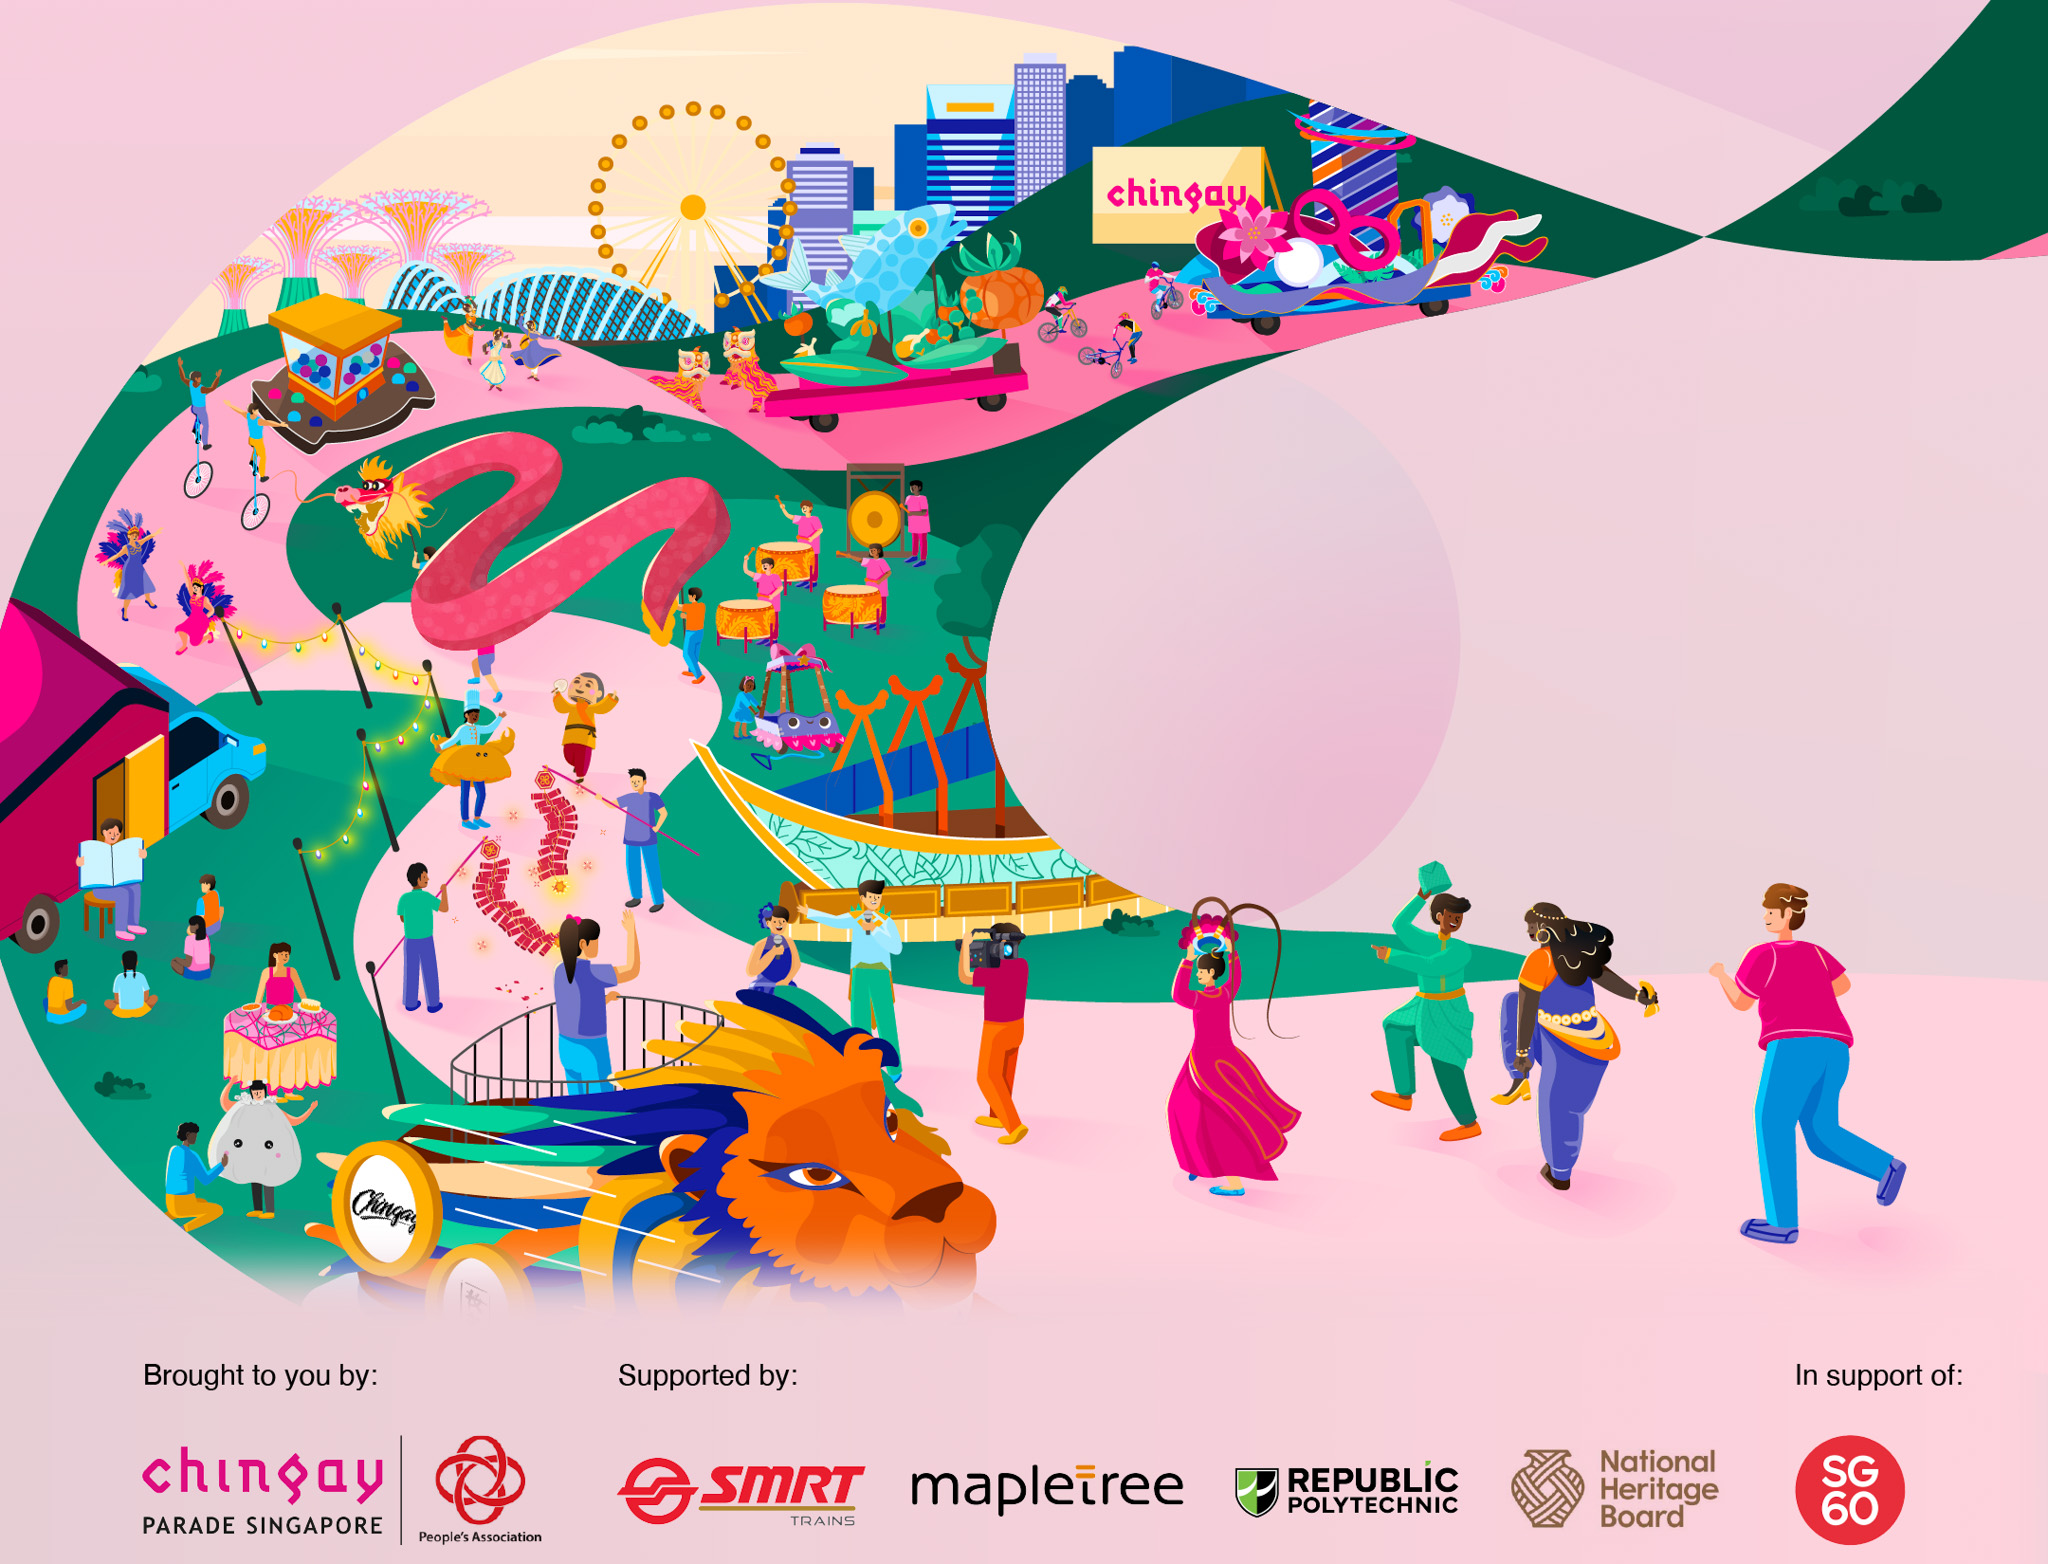 chingay
Chingay
Brought to you by:
Supported by:
In support of:
chingay
PARADE SINGAPORE
People's Association
SMRT
TRAINS
mapletree
REPUBLIC
POLYTECHNIC
National
Heritage
Board
SG
60